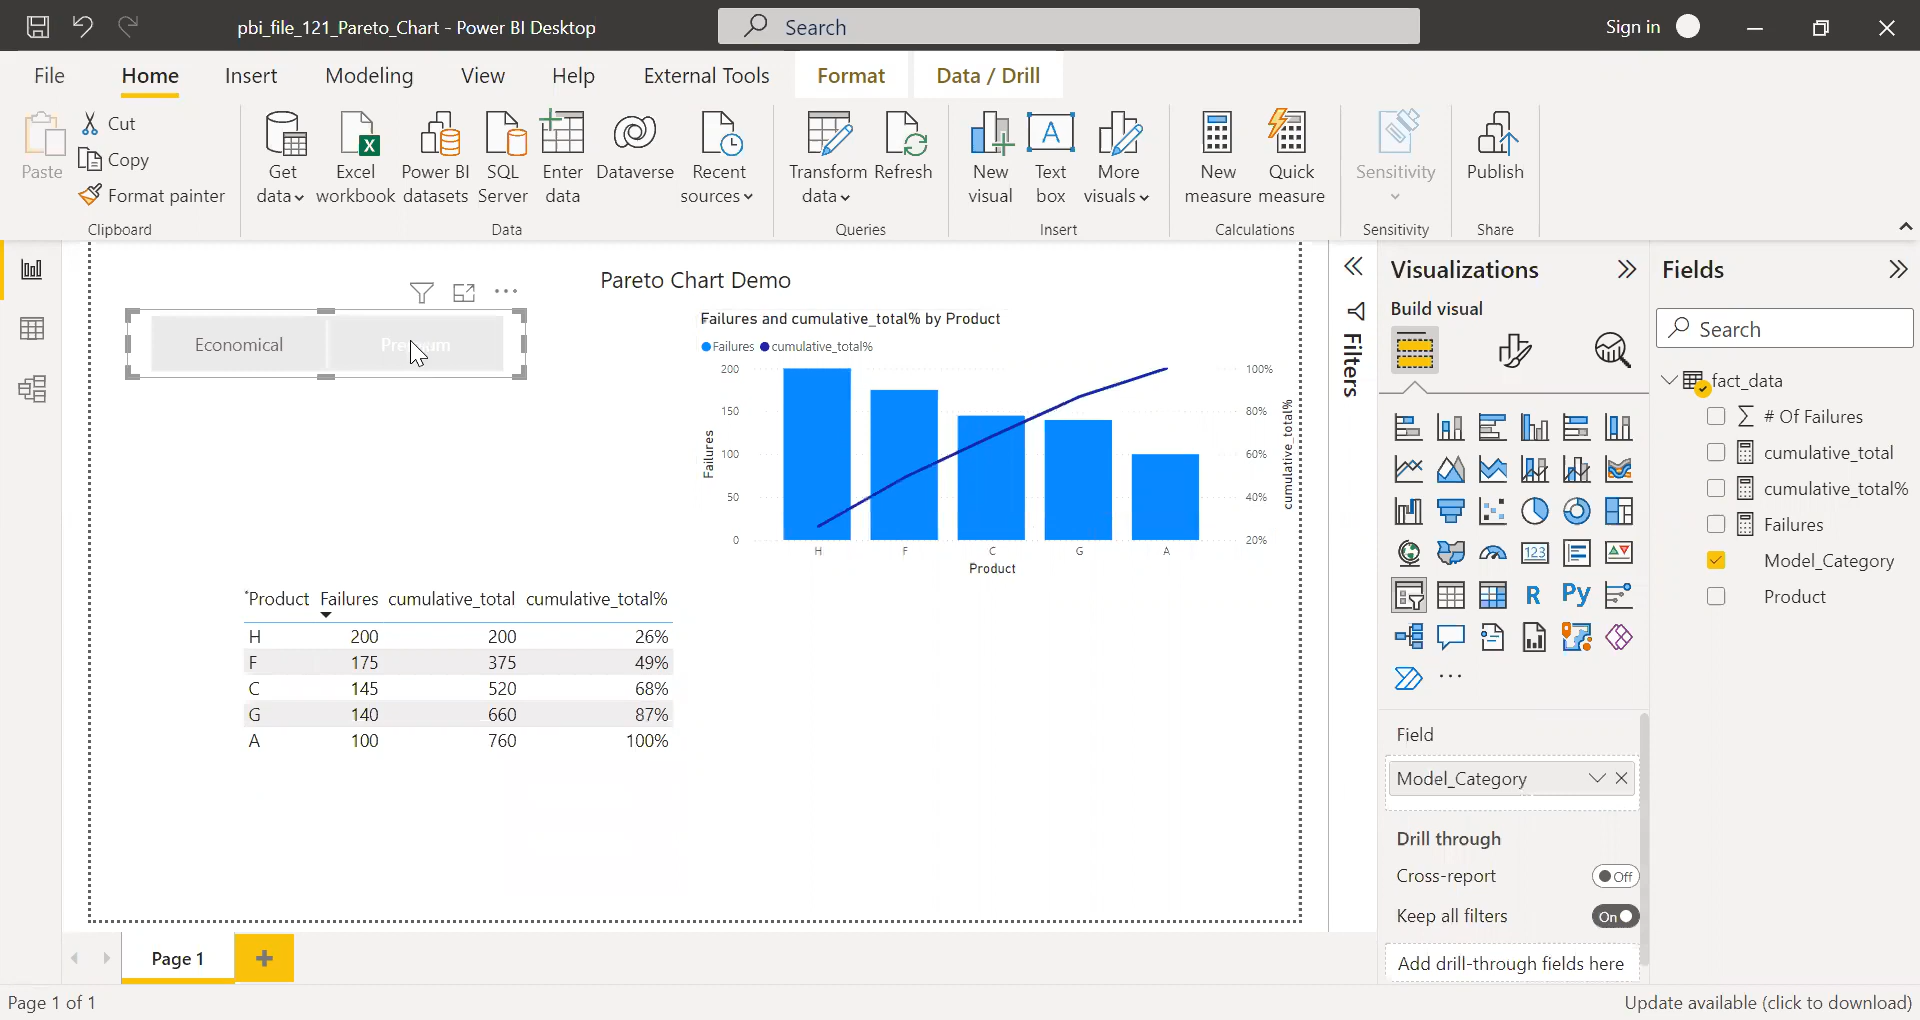 pbi_file_121_Pareto_Chart - Power BI Desktop
Search
Sign in
File Home Insert Modeling View Help External Tools Format Data / Drill
Paste
Cut
Copy
Format painter
Clipboard
Get data
Excel workbook
Power BI datasets
SQL Server
Enter data
Dataverse
Recent sources
Data
Transform data
Refresh
Queries
New visual
Text box
More visuals
Insert
New measure
Quick measure
Calculations
Sensitivity
Sensitivity
Publish
Share
Economical
Pareto Chart Demo
Failures and cumulative_total% by Product
Failures cumulative_total%
200 100%
150 80%
100 60%
50 40%
0 20%
Failures
cumulative_total%
H F C G A
Product
Product Failures cumulative_total cumulative_total%
H 200 200 26%
F 175 375 49%
C 145 520 68%
G 140 660 87%
A 100 760 100%
Filters
Visualizations
Build visual
123
R Py
Field
Model_Category
Drill through
Cross-report
Off
Keep all filters
On
Add drill-through fields here
Fields
Search
fact_data
# Of Failures
cumulative_total
cumulative_total%
Failures
Model_Category
Product
Page 1
Page 1 of 1
Update available (click to download)